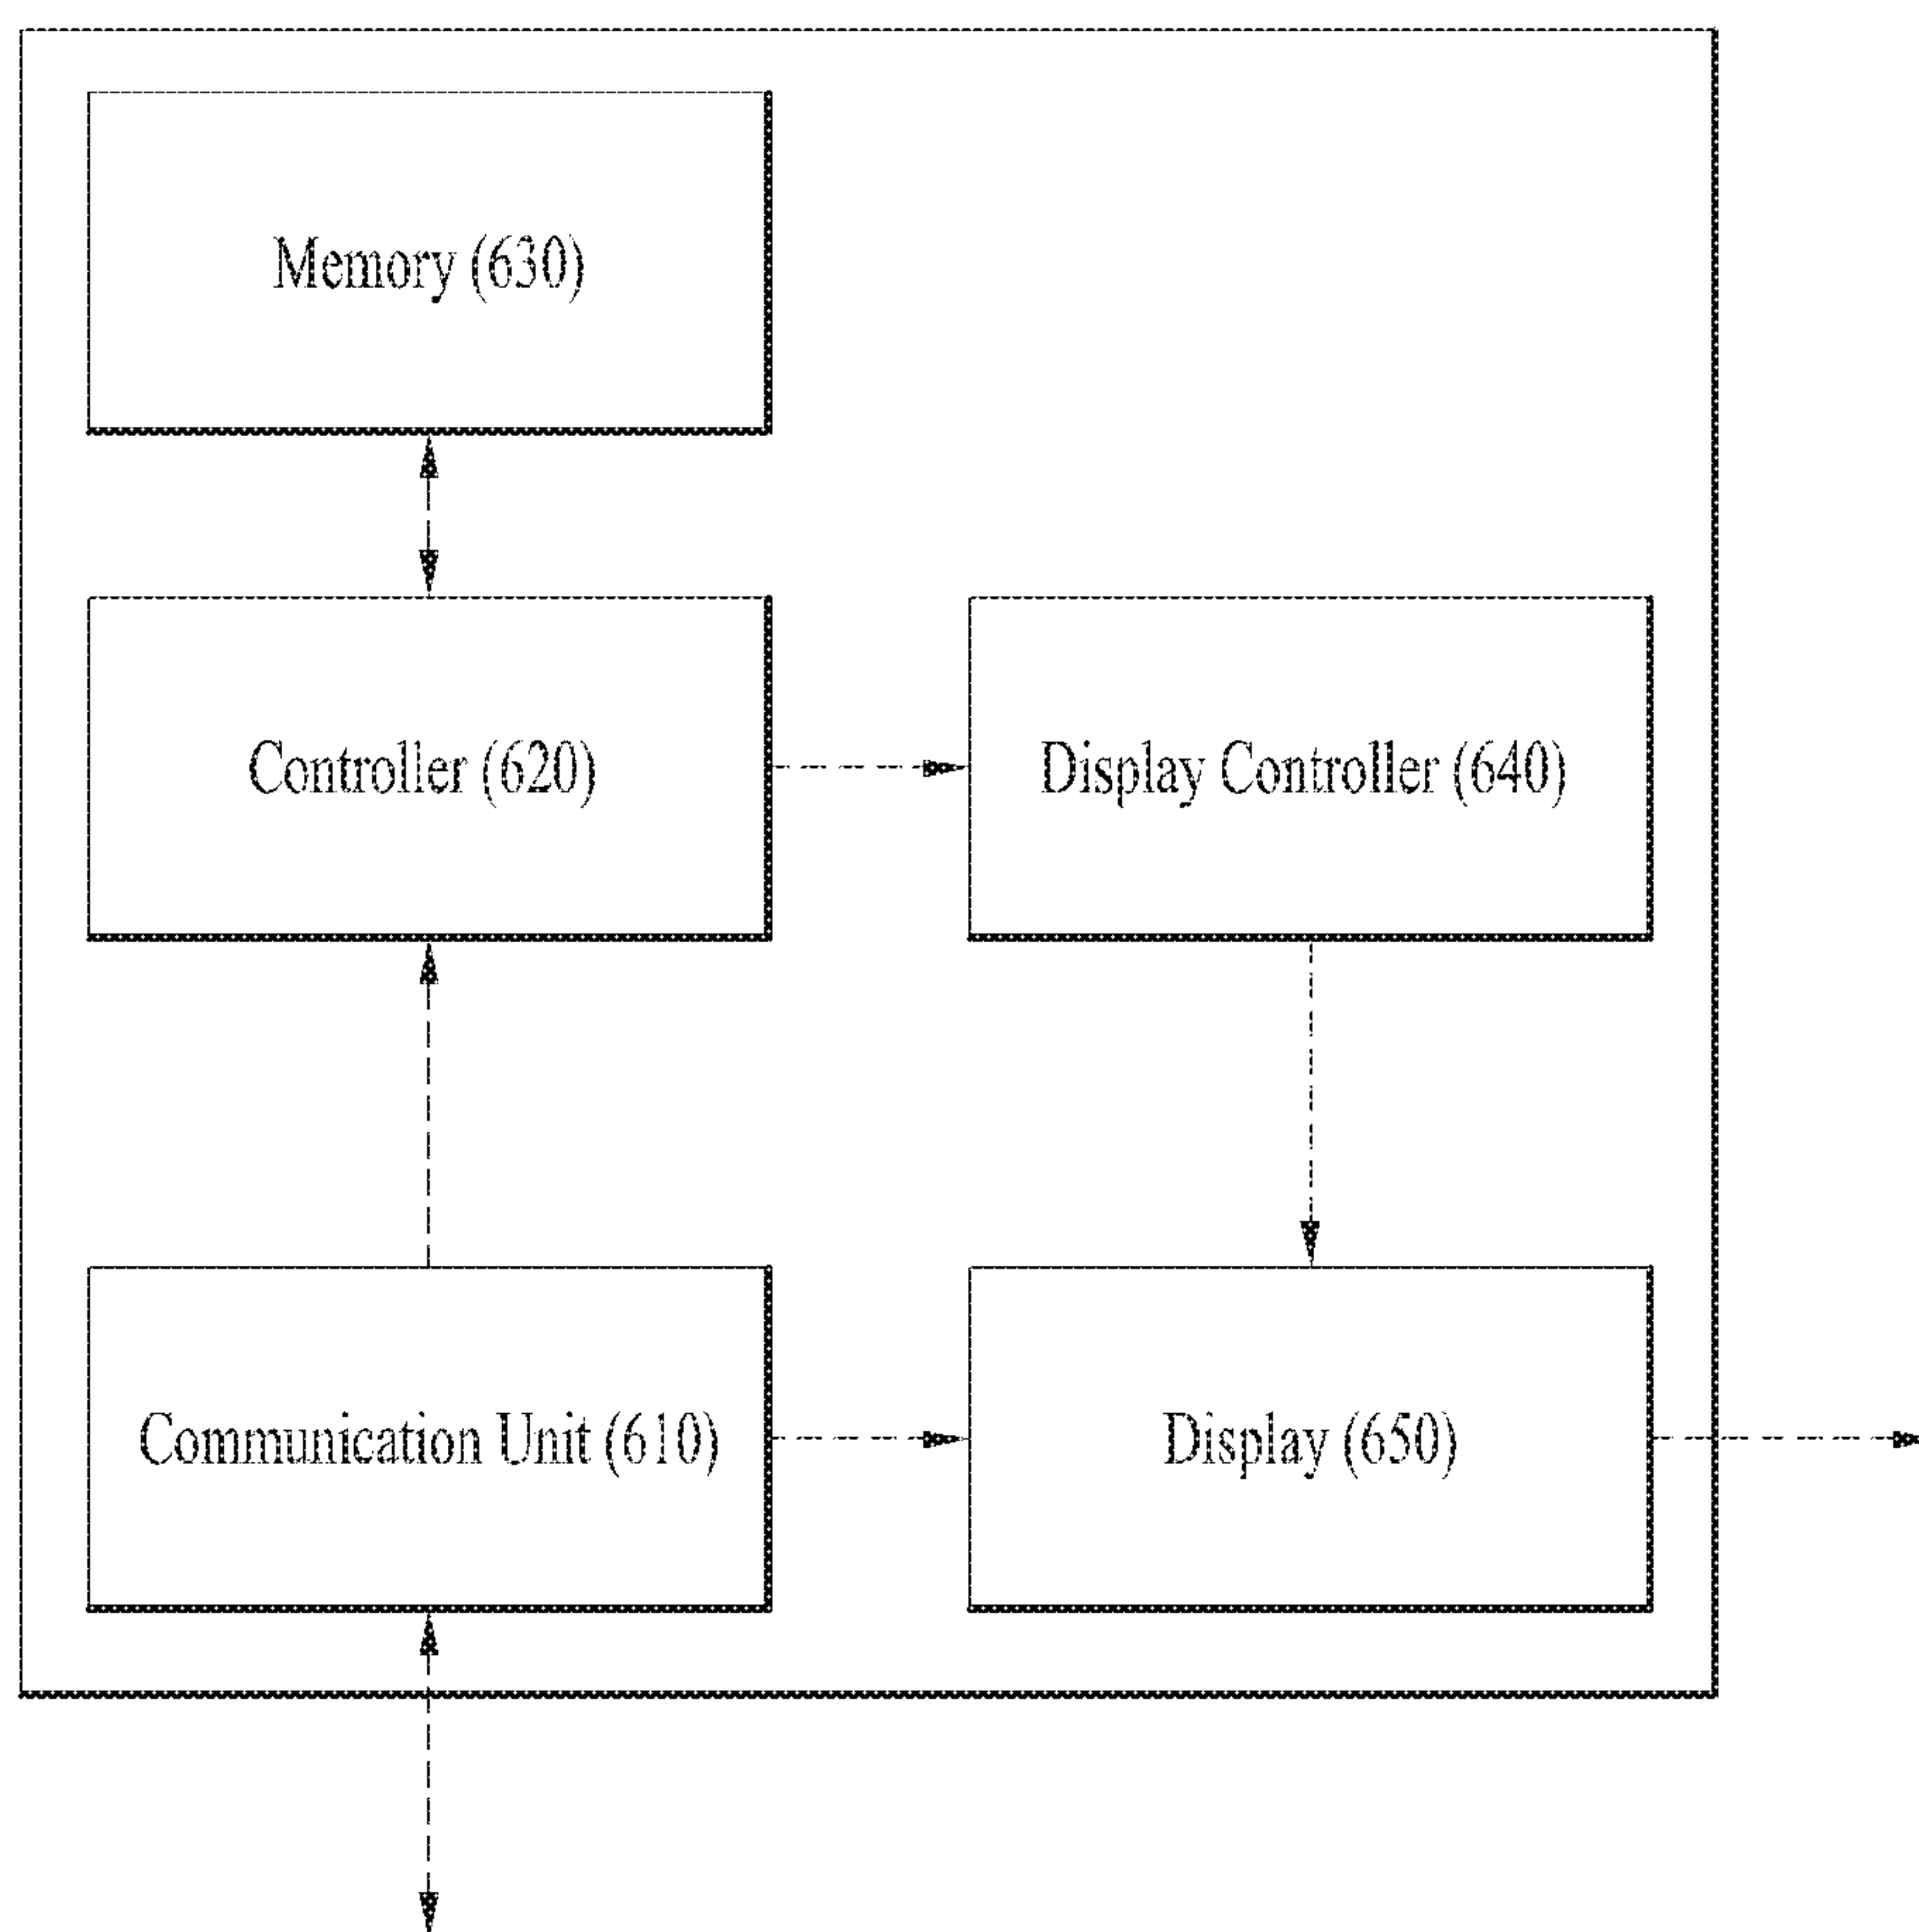 Memory (630)
Controller (620)
Display Controller (640)
Communication Unit (610)
Display (650)